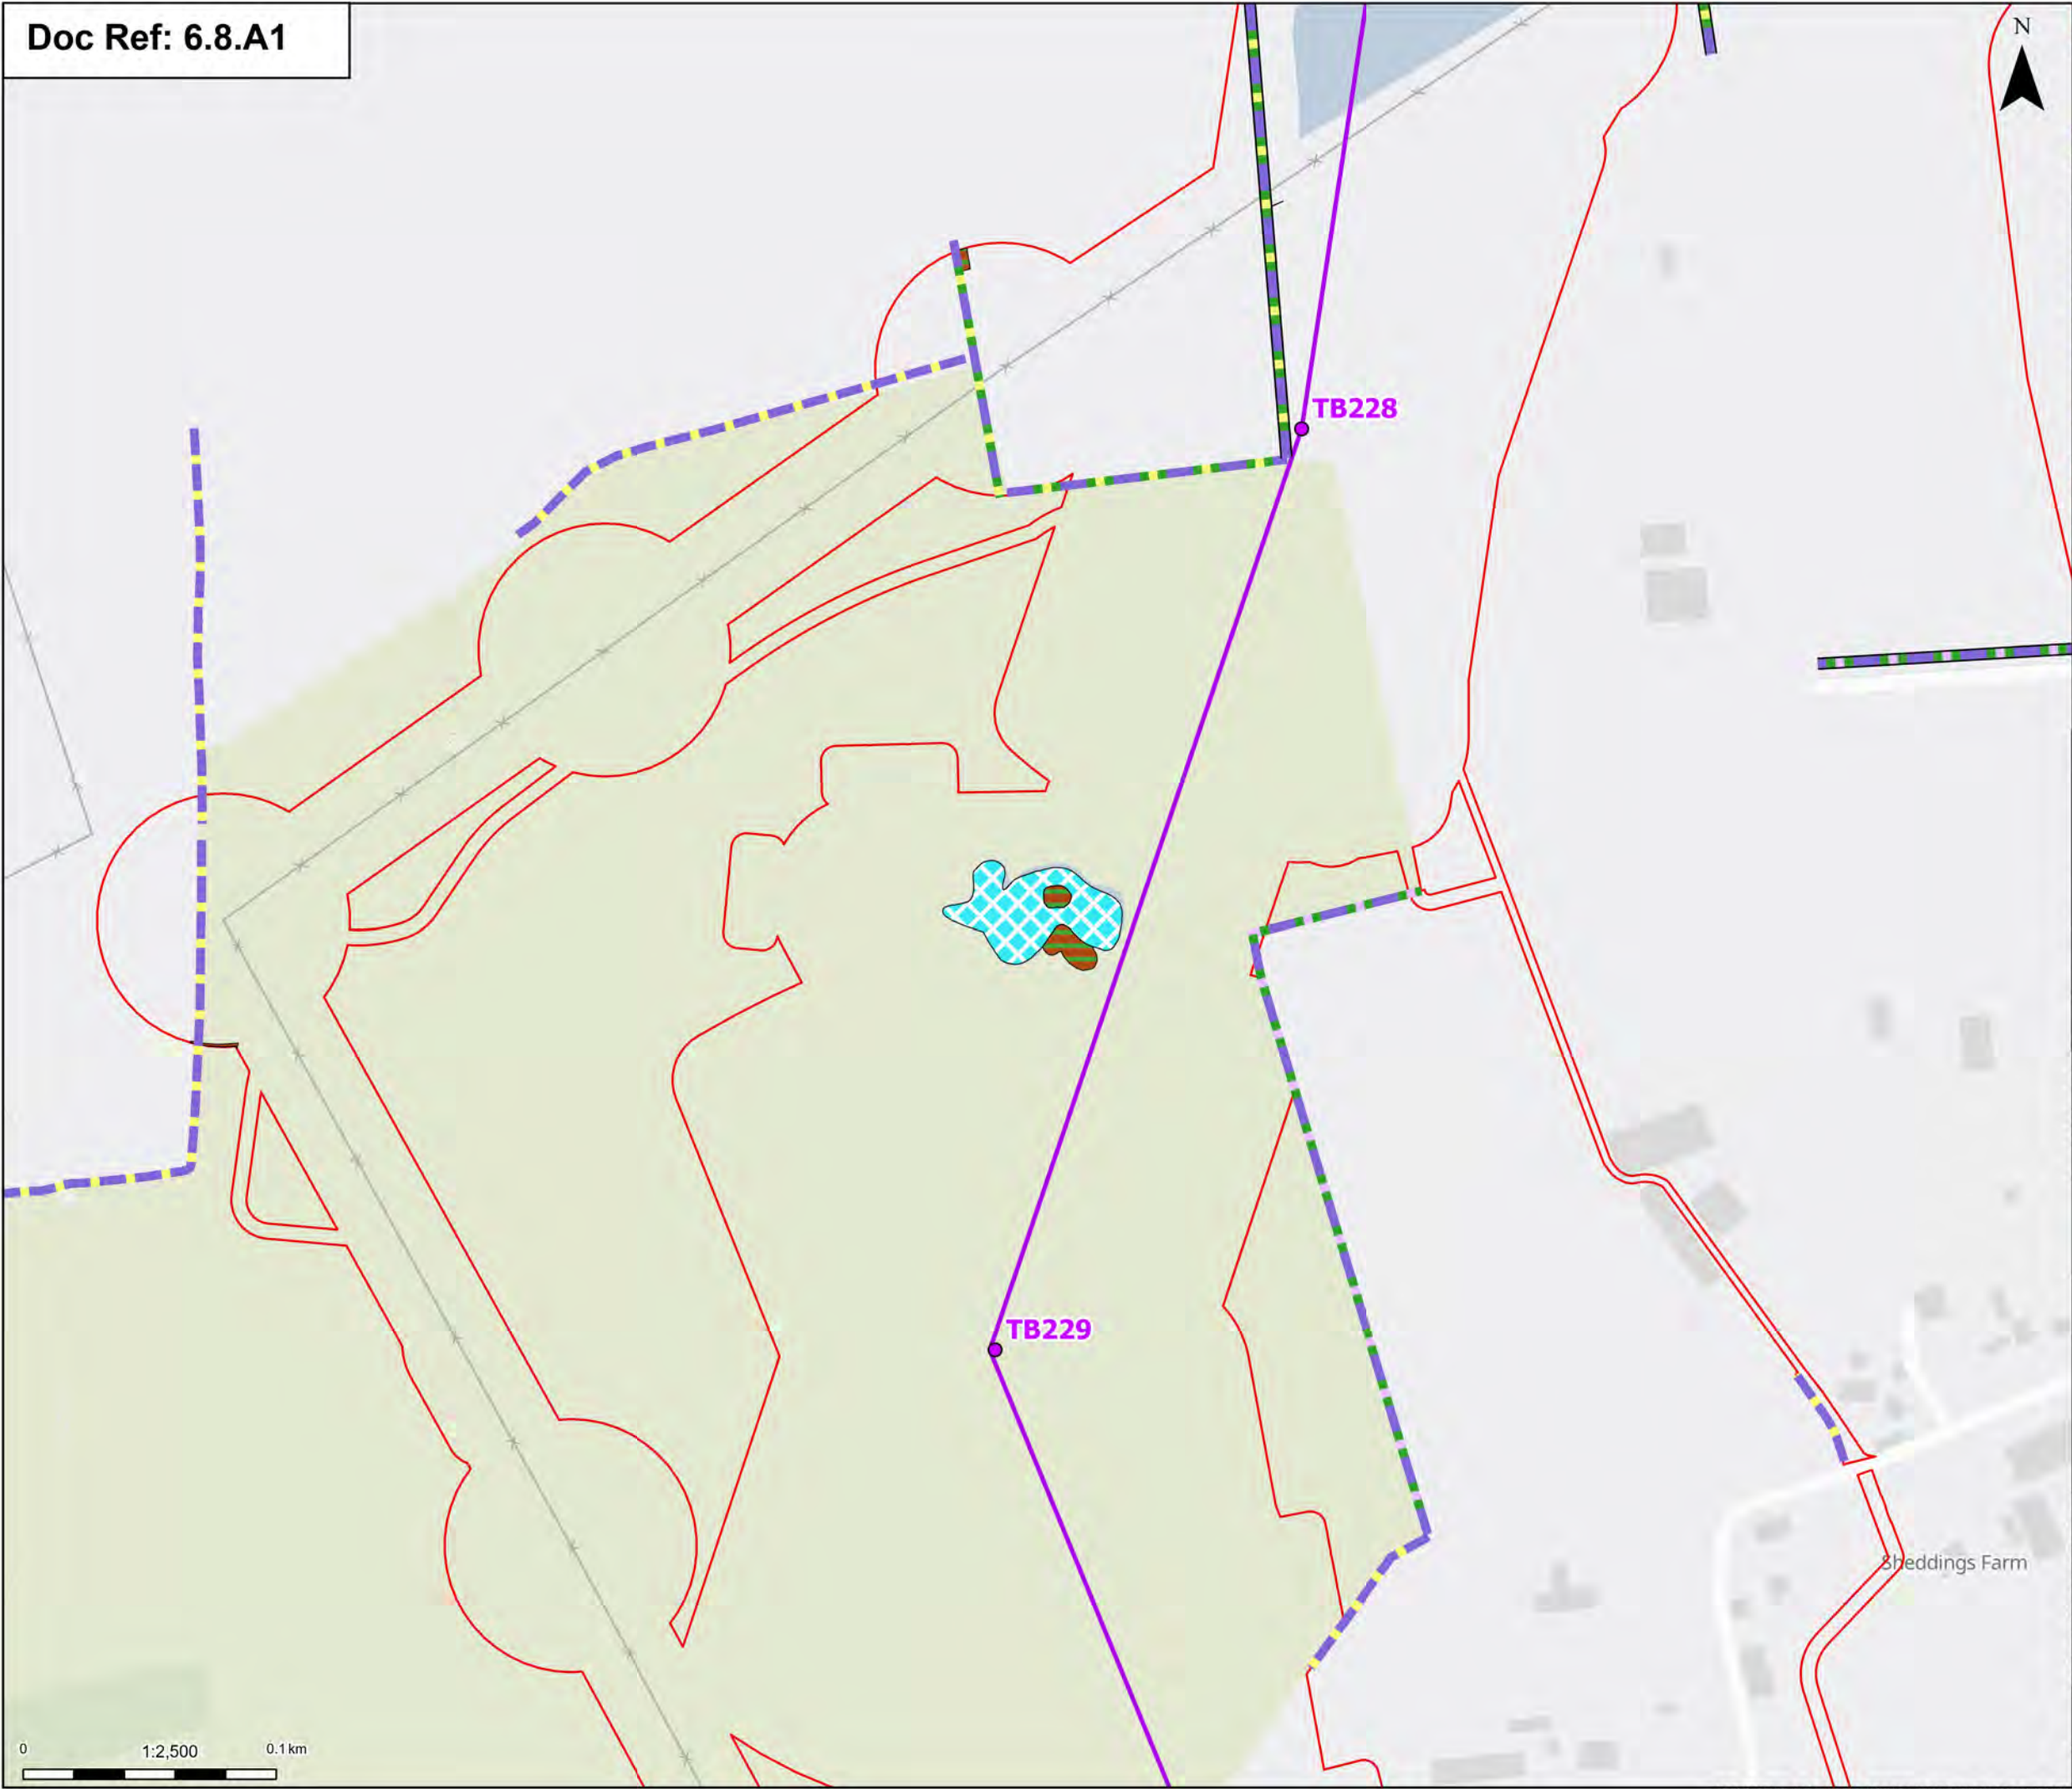 Doc Ref: 6.8.A1
N
TB228
TB229
Sheddings Farm
0 1:2,500 0.1 km